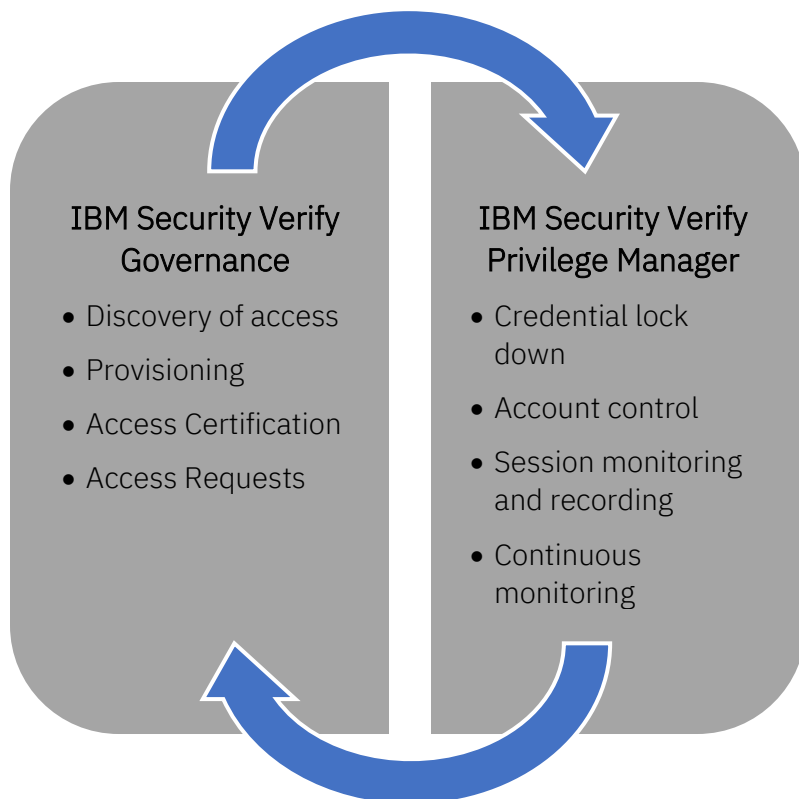 IBM Security Verify
Governance
• Discovery of access
• Provisioning
• Access Certification
• Access Requests
IBM Security Verify
Privilege Manager
• Credential lock
down
• Account control
• Session monitoring
and recording
• Continuous
monitoring